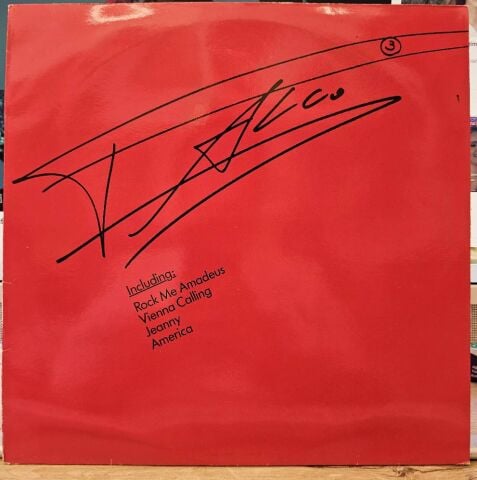 3
Falco
Including:
Rock Me Amadeus
Vienna Calling
Jeanny
America